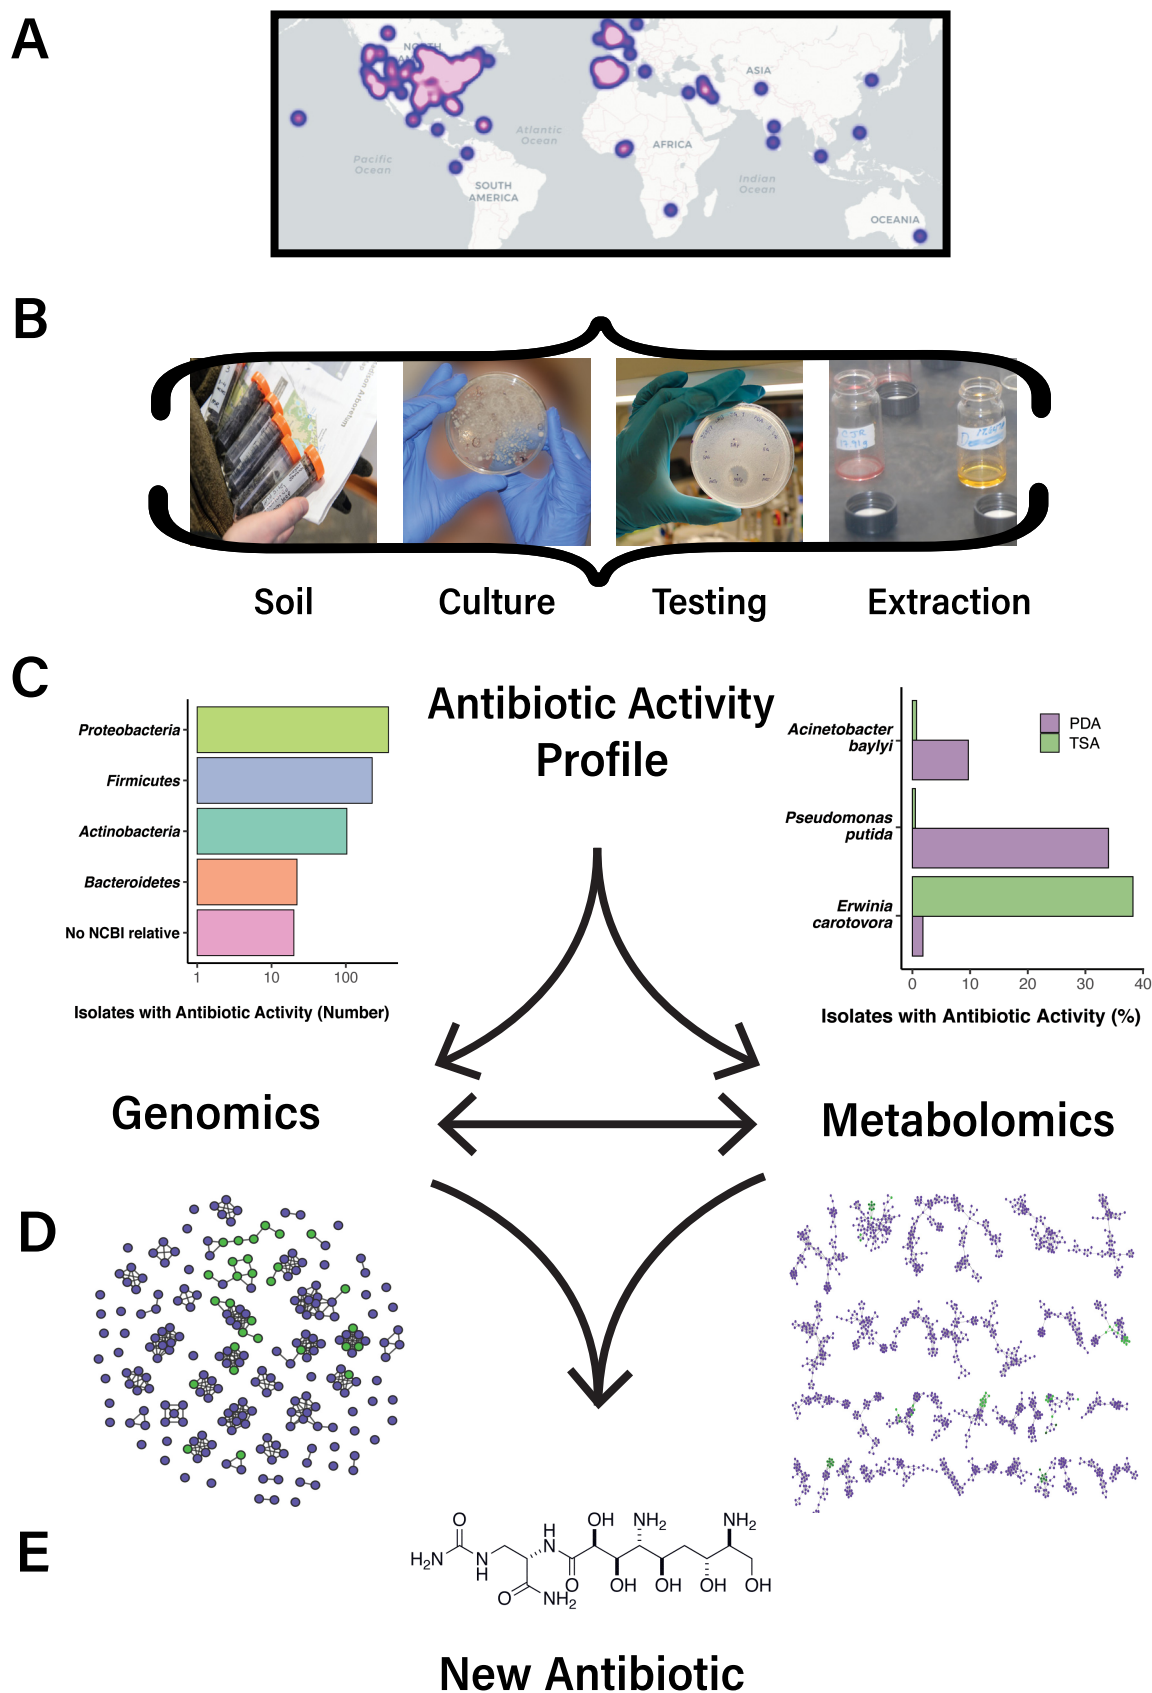 A
NORTH
ASIA
Atlantic
Ocean
AFRICA
Pacific
Ocean
Indian
Ocean
SOUTH
AMERICA
OCEANIA
B
Soil
Culture
Testing
Extraction
C
Antibiotic Activity
Profile
Proteobacteria
Firmicutes
Actinobacteria
Bacteroidetes
No NCBI relative
1 10 100
Isolates with Antibiotic Activity (Number)
PDA
TSA
Acinetobacter
baylyi
Pseudomonas
putida
Erwinia
carotovora
0 10 20 30 40
Isolates with Antibiotic Activity (%)
Genomics
Metabolomics
D
E
O H OH NH2 NH2
H2N N H N
O NH2 O OH OH OH OH
New Antibiotic